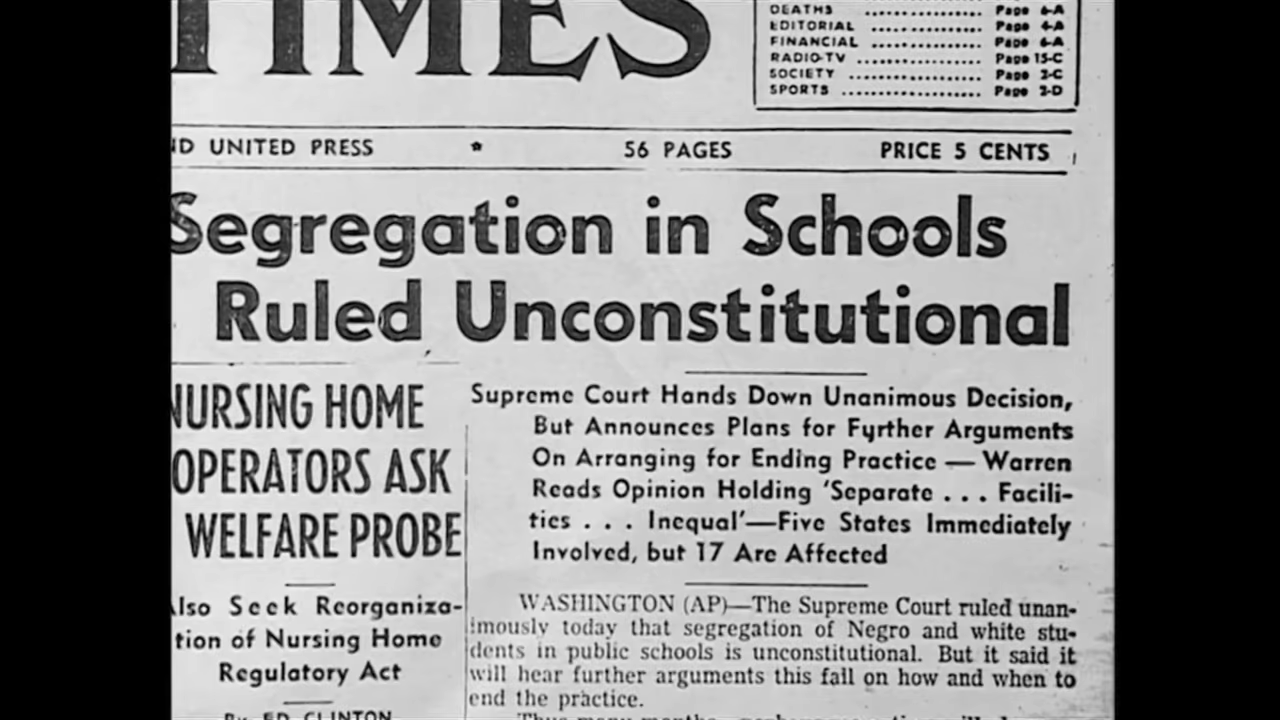 TIMES
DEATHS .................. Page 6-A
EDITORIAL ............... Page 4-A
FINANCIAL ............... Page 6-A
RADIO-TV ................ Page 15-C
SOCIETY ................. Page 2-C
SPORTS .................. Page 2-D
ND UNITED PRESS * 56 PAGES PRICE 5 CENTS
Segregation in Schools
Ruled Unconstitutional
NURSING HOME
OPERATORS ASK
WELFARE PROBE
Also Seek Reorganiza-
tion of Nursing Home
Regulatory Act
By ED CLINTON
Supreme Court Hands Down Unanimous Decision,
But Announces Plans for Fyrther Arguments
On Arranging for Ending Practice — Warren
Reads Opinion Holding 'Separate . . . Facili-
ties . . . Inequal'—Five States Immediately
Involved, but 17 Are Affected
WASHINGTON (AP)—The Supreme Court ruled unan-
imously today that segregation of Negro and white stu-
dents in public schools is unconstitutional. But it said it
will hear further arguments this fall on how and when to
end the practice.